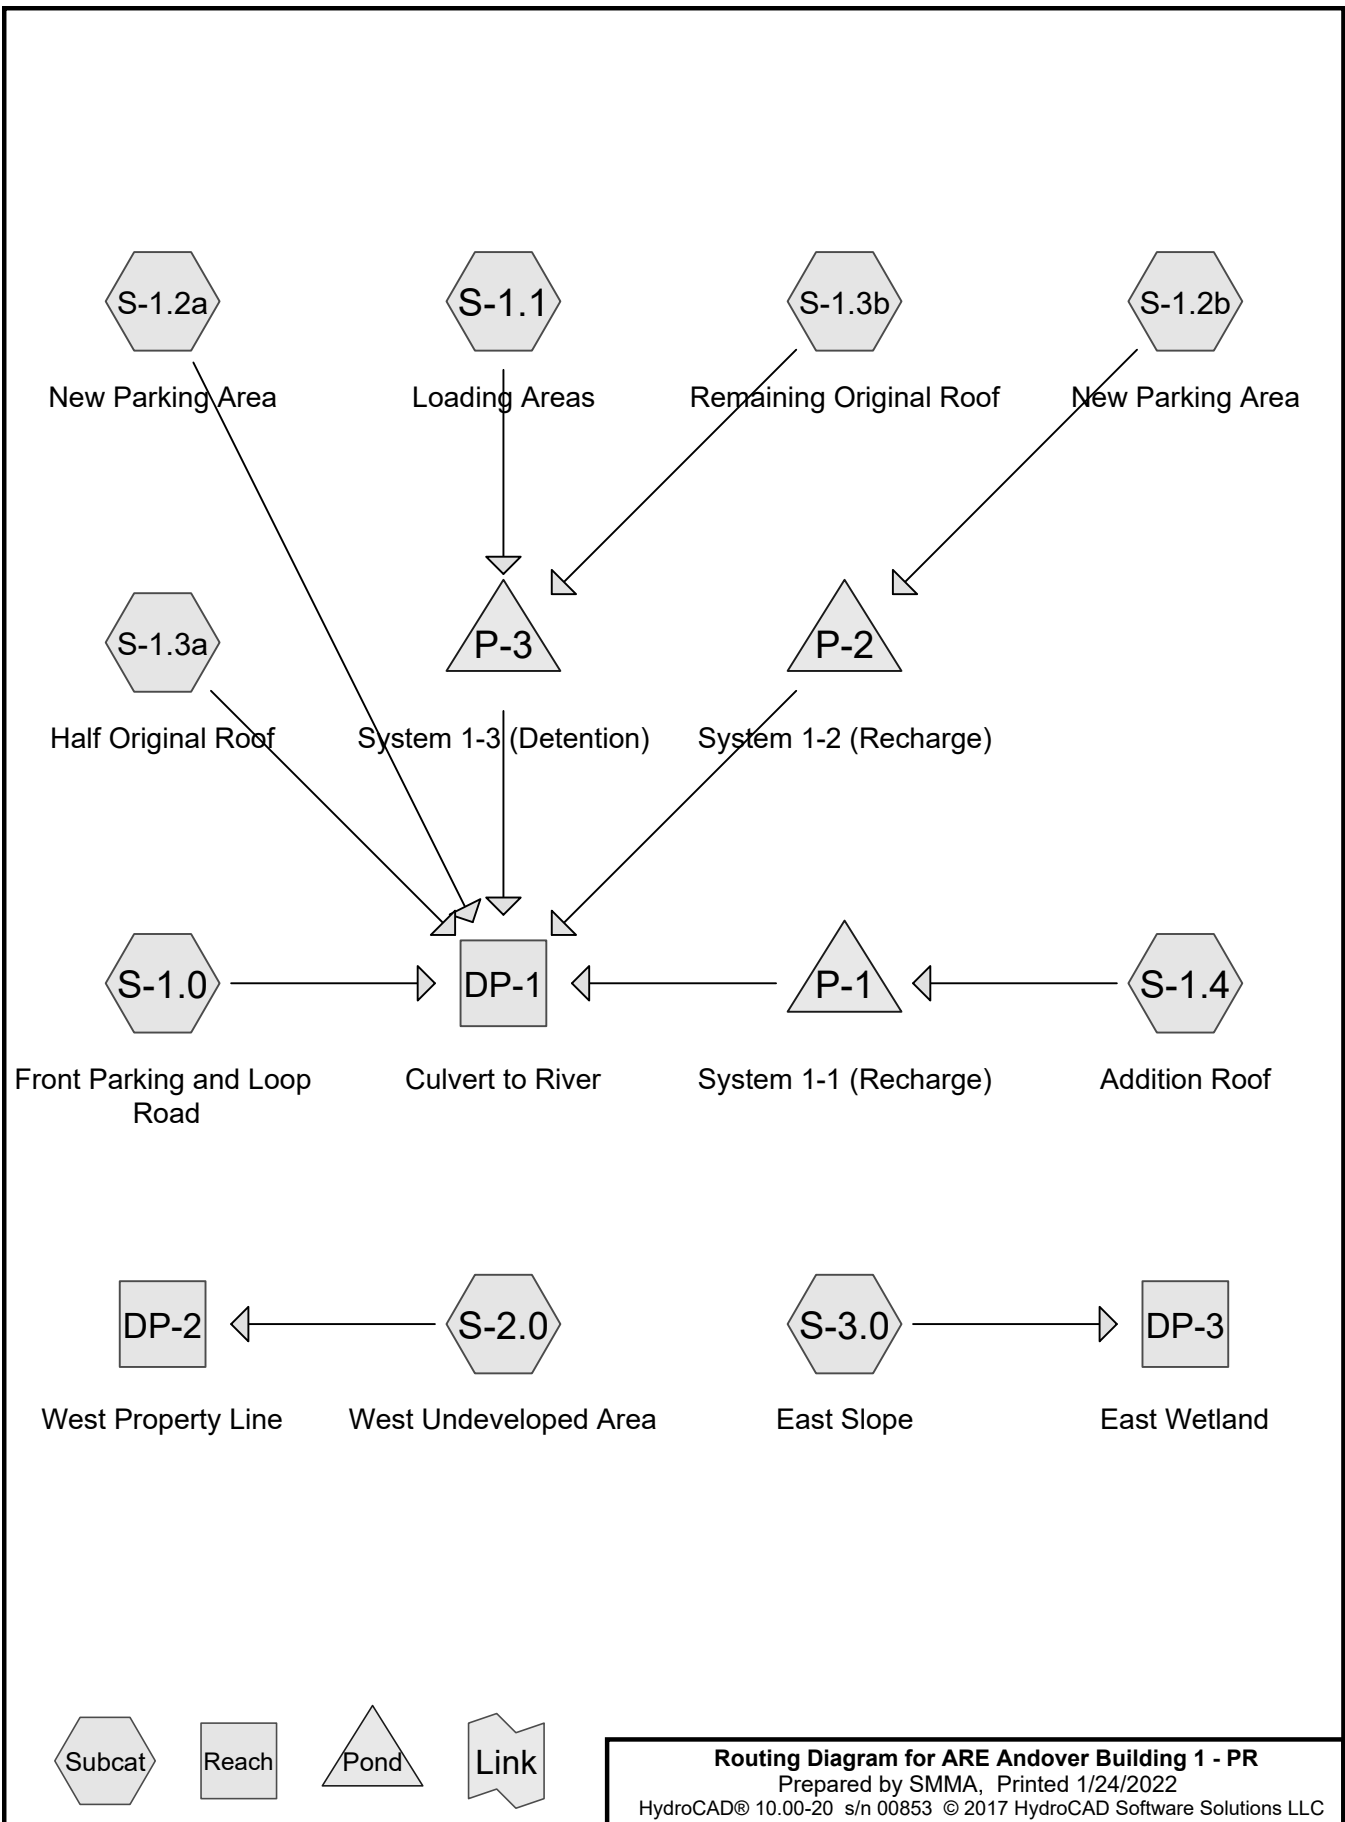 S-1.2a
S-1.1
S-1.3b
S-1.2b
New Parking Area
Loading Areas
Remaining Original Roof
New Parking Area
S-1.3a
P-3
P-2
Half Original Roof
System 1-3 (Detention)
System 1-2 (Recharge)
S-1.0
DP-1
P-1
S-1.4
Front Parking and Loop
Road
Culvert to River
System 1-1 (Recharge)
Addition Roof
DP-2
S-2.0
S-3.0
DP-3
West Property Line
West Undeveloped Area
East Slope
East Wetland
Subcat
Reach
Pond
Link
Routing Diagram for ARE Andover Building 1 - PR
Prepared by SMMA, Printed 1/24/2022
HydroCAD® 10.00-20 s/n 00853 © 2017 HydroCAD Software Solutions LLC